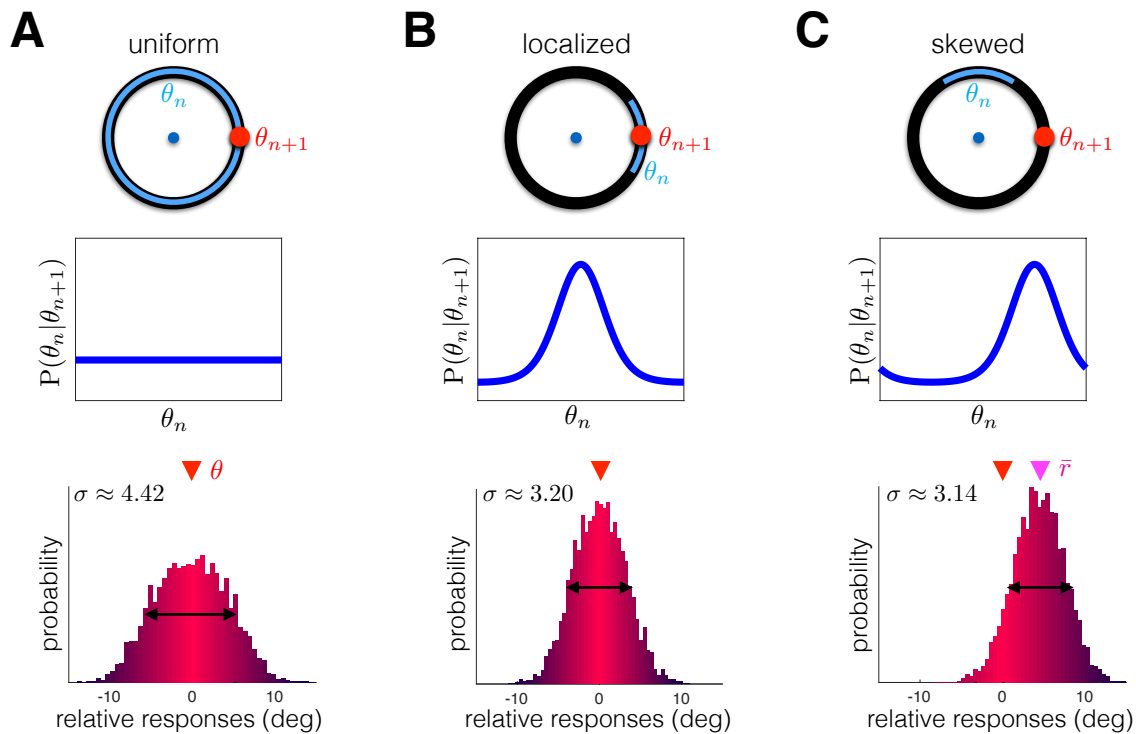 A
uniform
θn
θn+1
P(θn|θn+1)
θn
θ
σ ≈ 4.42
probability
-10 0 10
relative responses (deg)
B
localized
θn+1
θn
P(θn|θn+1)
θn
σ ≈ 3.20
probability
-10 0 10
relative responses (deg)
C
skewed
θn
θn+1
P(θn|θn+1)
θn
r̄
σ ≈ 3.14
probability
-10 0 10
relative responses (deg)